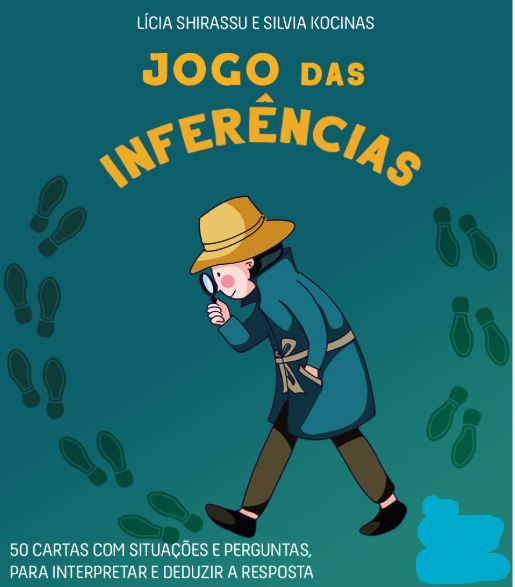 LÍCIA SHIRASSU E SILVIA KOCINAS
JOGO DAS
INFERÊNCIAS
50 CARTAS COM SITUAÇÕES E PERGUNTAS,
PARA INTERPRETAR E DEDUZIR A RESPOSTA